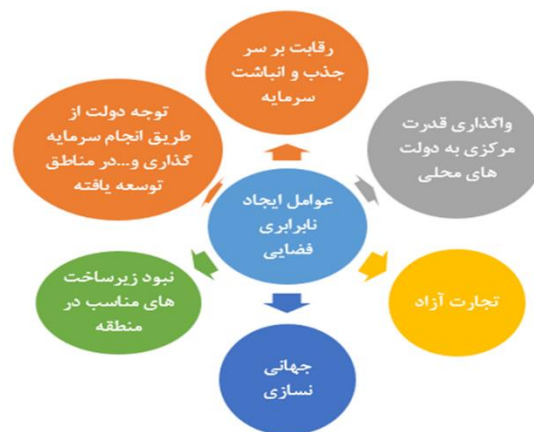 رقابت بر سر
جذب و انباشت
سرمایه
واگذاری قدرت
مرکزی به دولت
های محلی
تجارت آزاد
جهانی
نسازی
نبود زیرساخت
های مناسب در
منطقه
توجه دولت از
طریق انجام سرمایه
گذاری و...در مناطق
توسعه یافته
عوامل ایجاد
نابرابری
فضایی